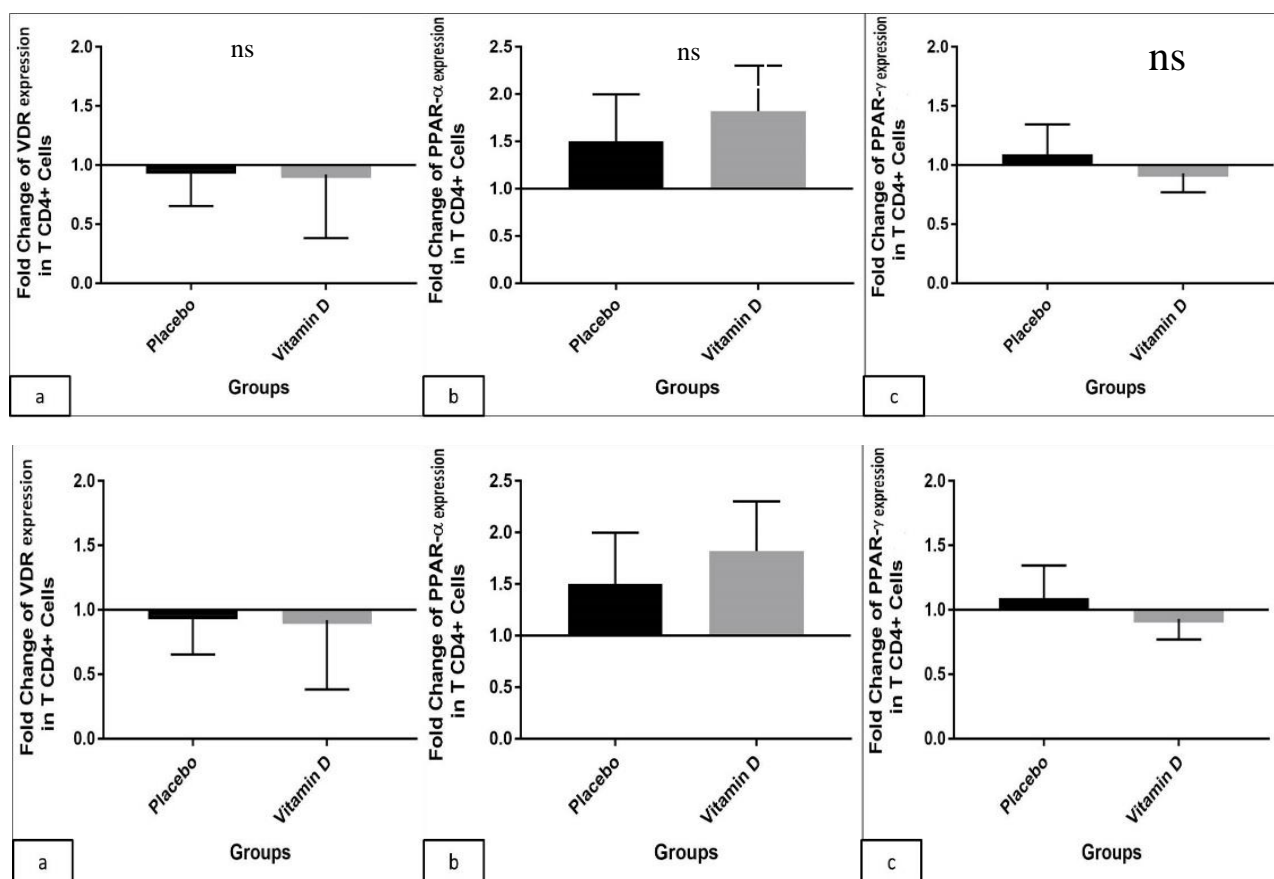 Fold Change of VDR expression
in T CD4+ Cells
2.0
1.5
1.0
0.5
0.0
ns
Placebo
Vitamin D
Groups
a
Fold Change of PPAR-α expression
in T CD4+ Cells
2.5
2.0
1.5
1.0
0.5
0.0
ns
Placebo
Vitamin D
Groups
b
Fold Change of PPAR-γ expression
in T CD4+ Cells
2.0
1.5
1.0
0.5
0.0
ns
Placebo
Vitamin D
Groups
c
Fold Change of VDR expression
in T CD4+ Cells
2.0
1.5
1.0
0.5
0.0
Placebo
Vitamin D
Groups
a
Fold Change of PPAR-α expression
in T CD4+ Cells
2.5
2.0
1.5
1.0
0.5
0.0
Placebo
Vitamin D
Groups
b
Fold Change of PPAR-γ expression
in T CD4+ Cells
2.0
1.5
1.0
0.5
0.0
Placebo
Vitamin D
Groups
c